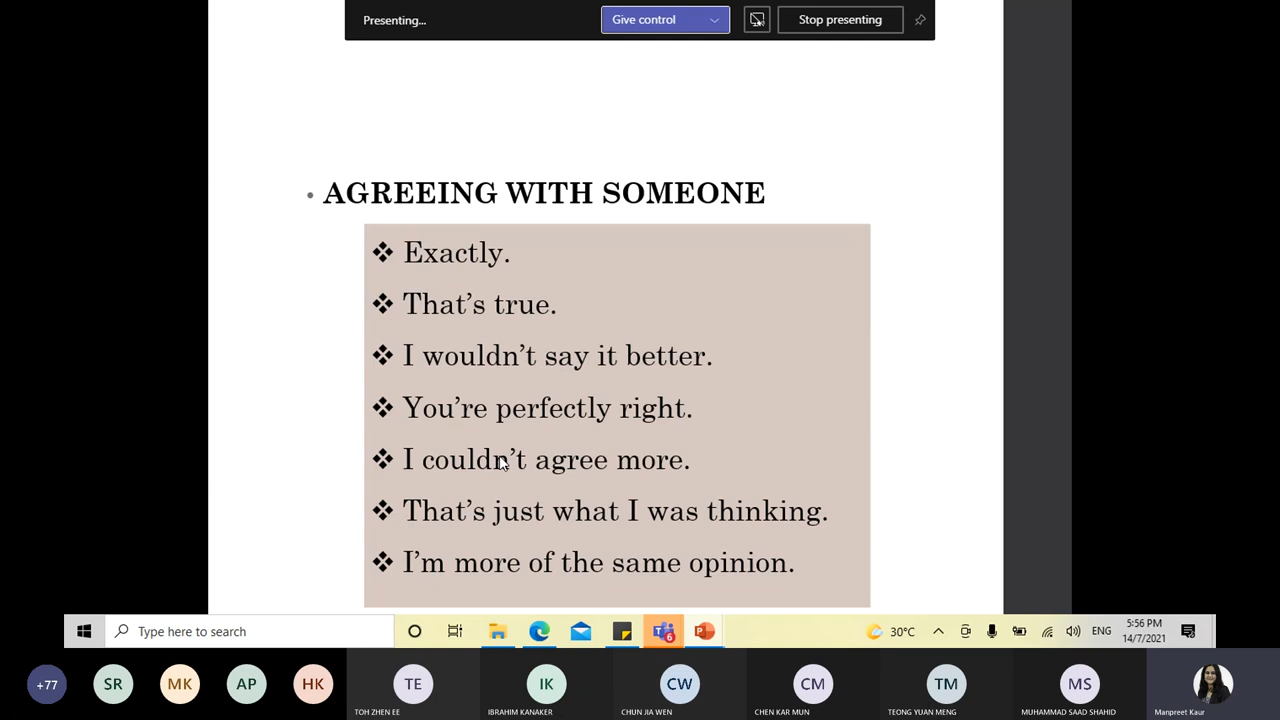 Presenting...
Give control
Stop presenting
AGREEING WITH SOMEONE
Exactly.
That's true.
I wouldn't say it better.
You're perfectly right.
I couldn't agree more.
That's just what I was thinking.
I'm more of the same opinion.
Type here to search
6
30°C
ENG
5:56 PM
14/7/2021
+77
SR
MK
AP
HK
TE
IK
CW
CM
TM
MS
TOH ZHEN EE
IBRAHIM KANAKER
CHUN JIA WEN
CHEN KAR MUN
TEONG YUAN MENG
MUHAMMAD SAAD SHAHID
Manpreet Kaur